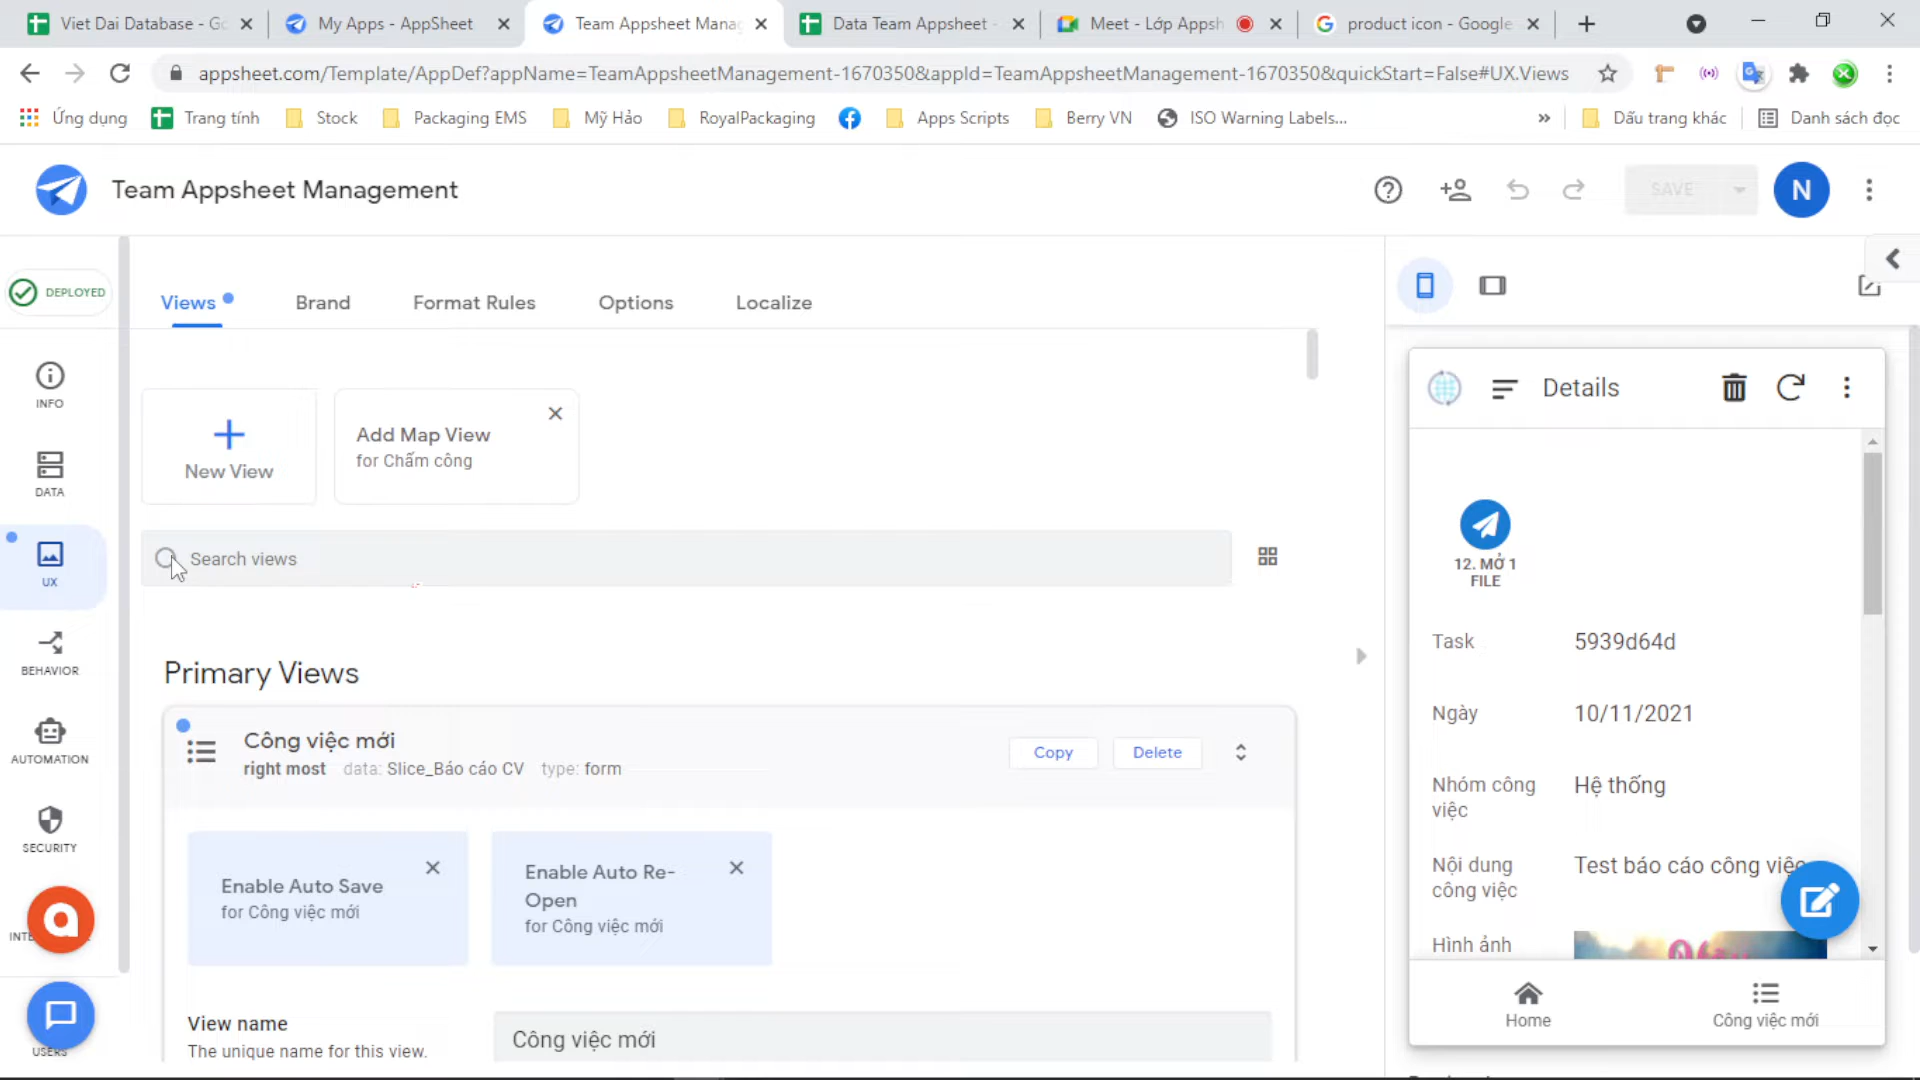 Viet Dai Database - Go
My Apps - AppSheet
Team Appsheet Manag
Data Team Appsheet -
Meet - Lớp Appsh
product icon - Google
appsheet.com/Template/AppDef?appName=TeamAppsheetManagement-1670350&appId=TeamAppsheetManagement-1670350&quickStart=False#UX.Views
Ứng dụng
Trang tính
Stock
Packaging EMS
Mỹ Hảo
RoyalPackaging
Apps Scripts
Berry VN
ISO Warning Labels...
»
Dấu trang khác
Danh sách đọc
Team Appsheet Management
SAVE
N
DEPLOYED
Views
Brand
Format Rules
Options
Localize
INFO
DATA
UX
BEHAVIOR
AUTOMATION
SECURITY
INTE
USERS
New View
Add Map View
for Chấm công
Search views
Primary Views
Công việc mới
right most data: Slice_Báo cáo CV type: form
Copy
Delete
Enable Auto Save
for Công việc mới
Enable Auto Re-
Open
for Công việc mới
View name
The unique name for this view.
Công việc mới
Details
12. MỞ 1
FILE
Task
5939d64d
Ngày
10/11/2021
Nhóm công
việc
Hệ thống
Nội dung
công việc
Test báo cáo công việc
Hình ảnh
Home
Công việc mới